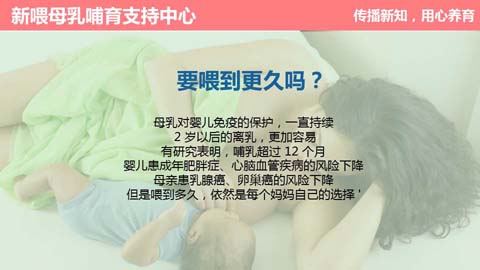 新喂母乳哺育支持中心
传播新知，用心养育
要喂到更久吗？
母乳对婴儿免疫的保护，一直持续
2 岁以后的离乳，更加容易
有研究表明，哺乳超过 12 个月
婴儿患成年肥胖症、心脑血管疾病的风险下降
母亲患乳腺癌、卵巢癌的风险下降
但是喂到多久，依然是每个妈妈自己的选择 '